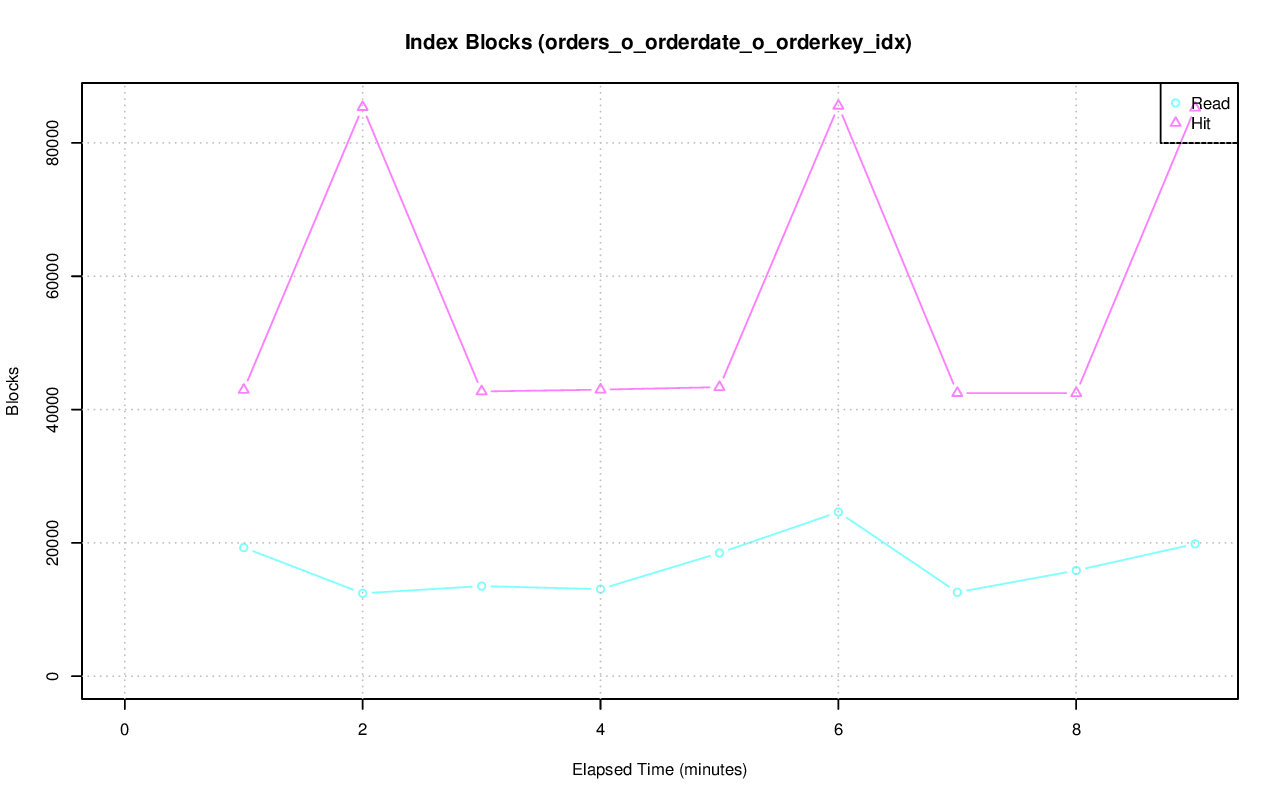 Index Blocks (orders_o_orderdate_o_orderkey_idx)
Read
Hit
80000
60000
40000
20000
0
Blocks
0 2 4 6 8
Elapsed Time (minutes)